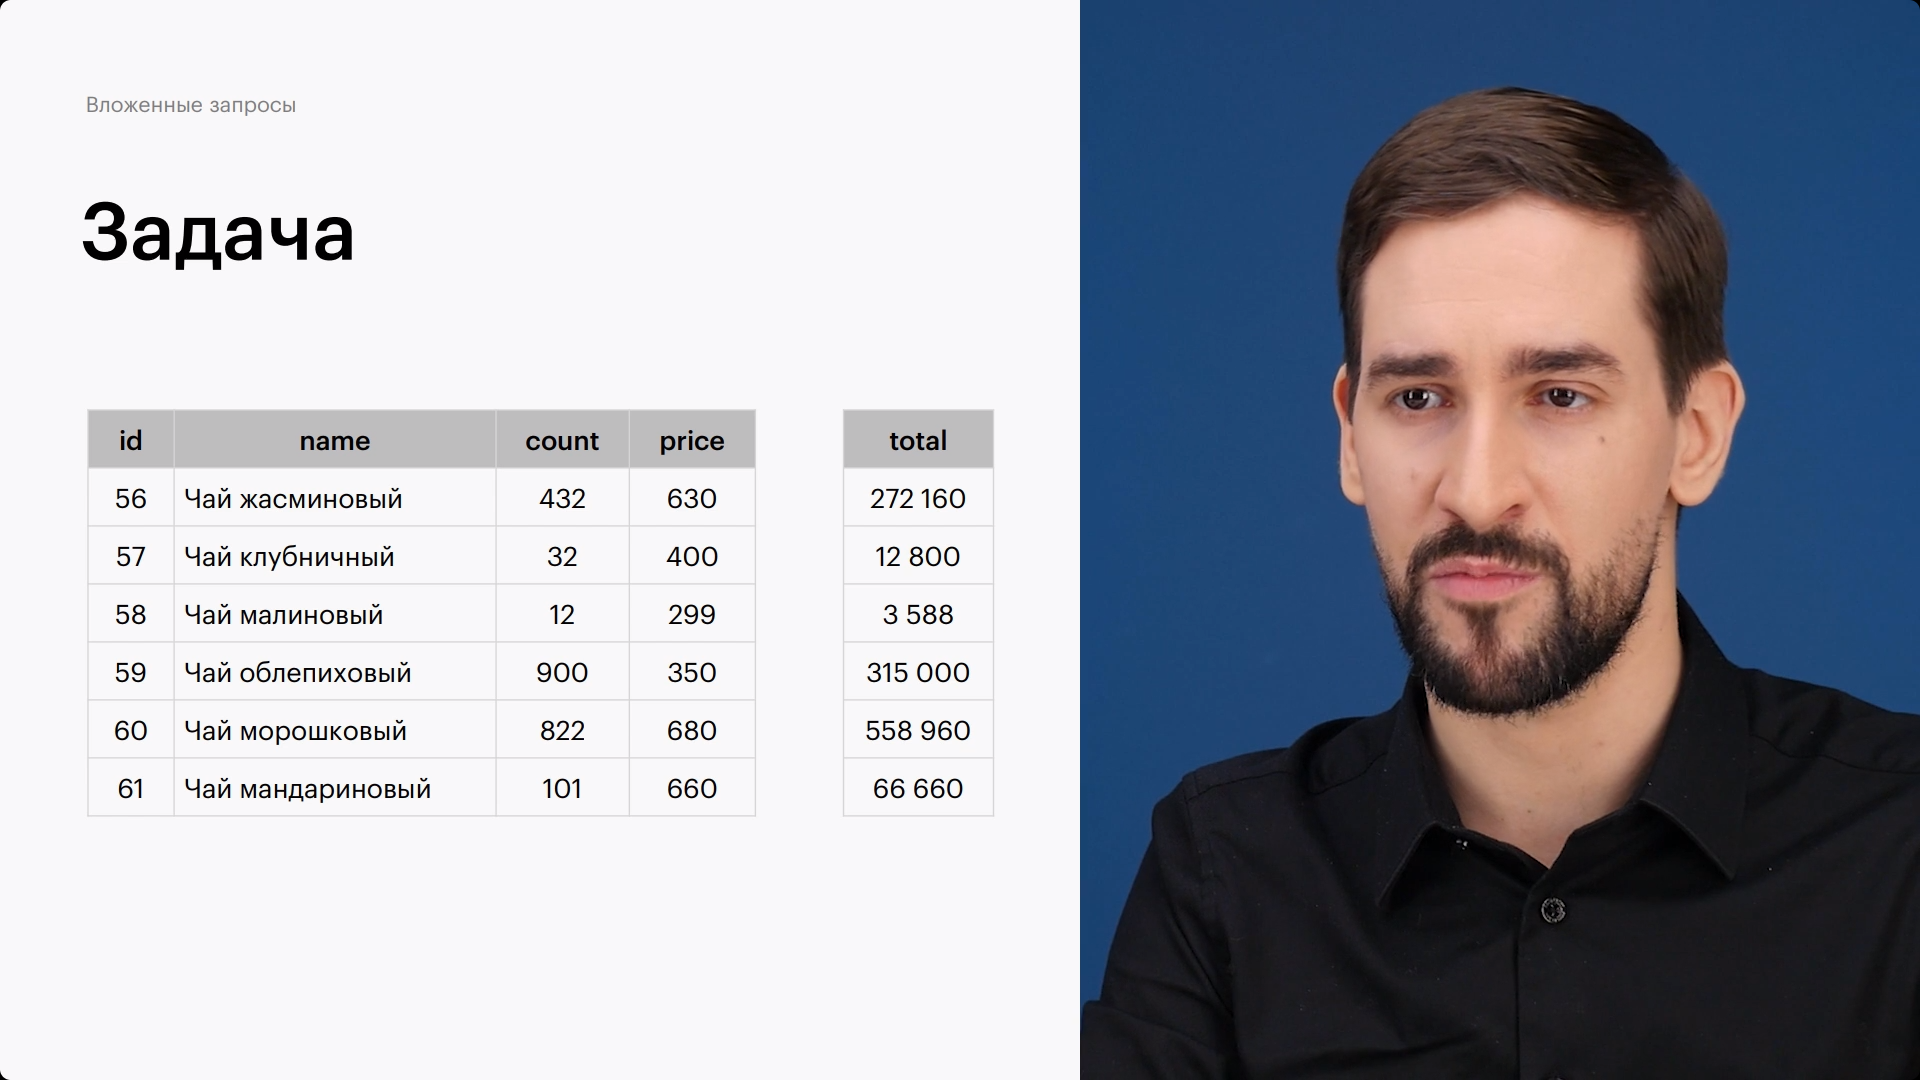 Вложенные запросы
Задача
id name count price total
56 Чай жасминовый 432 630 272 160
57 Чай клубничный 32 400 12 800
58 Чай малиновый 12 299 3 588
59 Чай облепиховый 900 350 315 000
60 Чай морошковый 822 680 558 960
61 Чай мандариновый 101 660 66 660